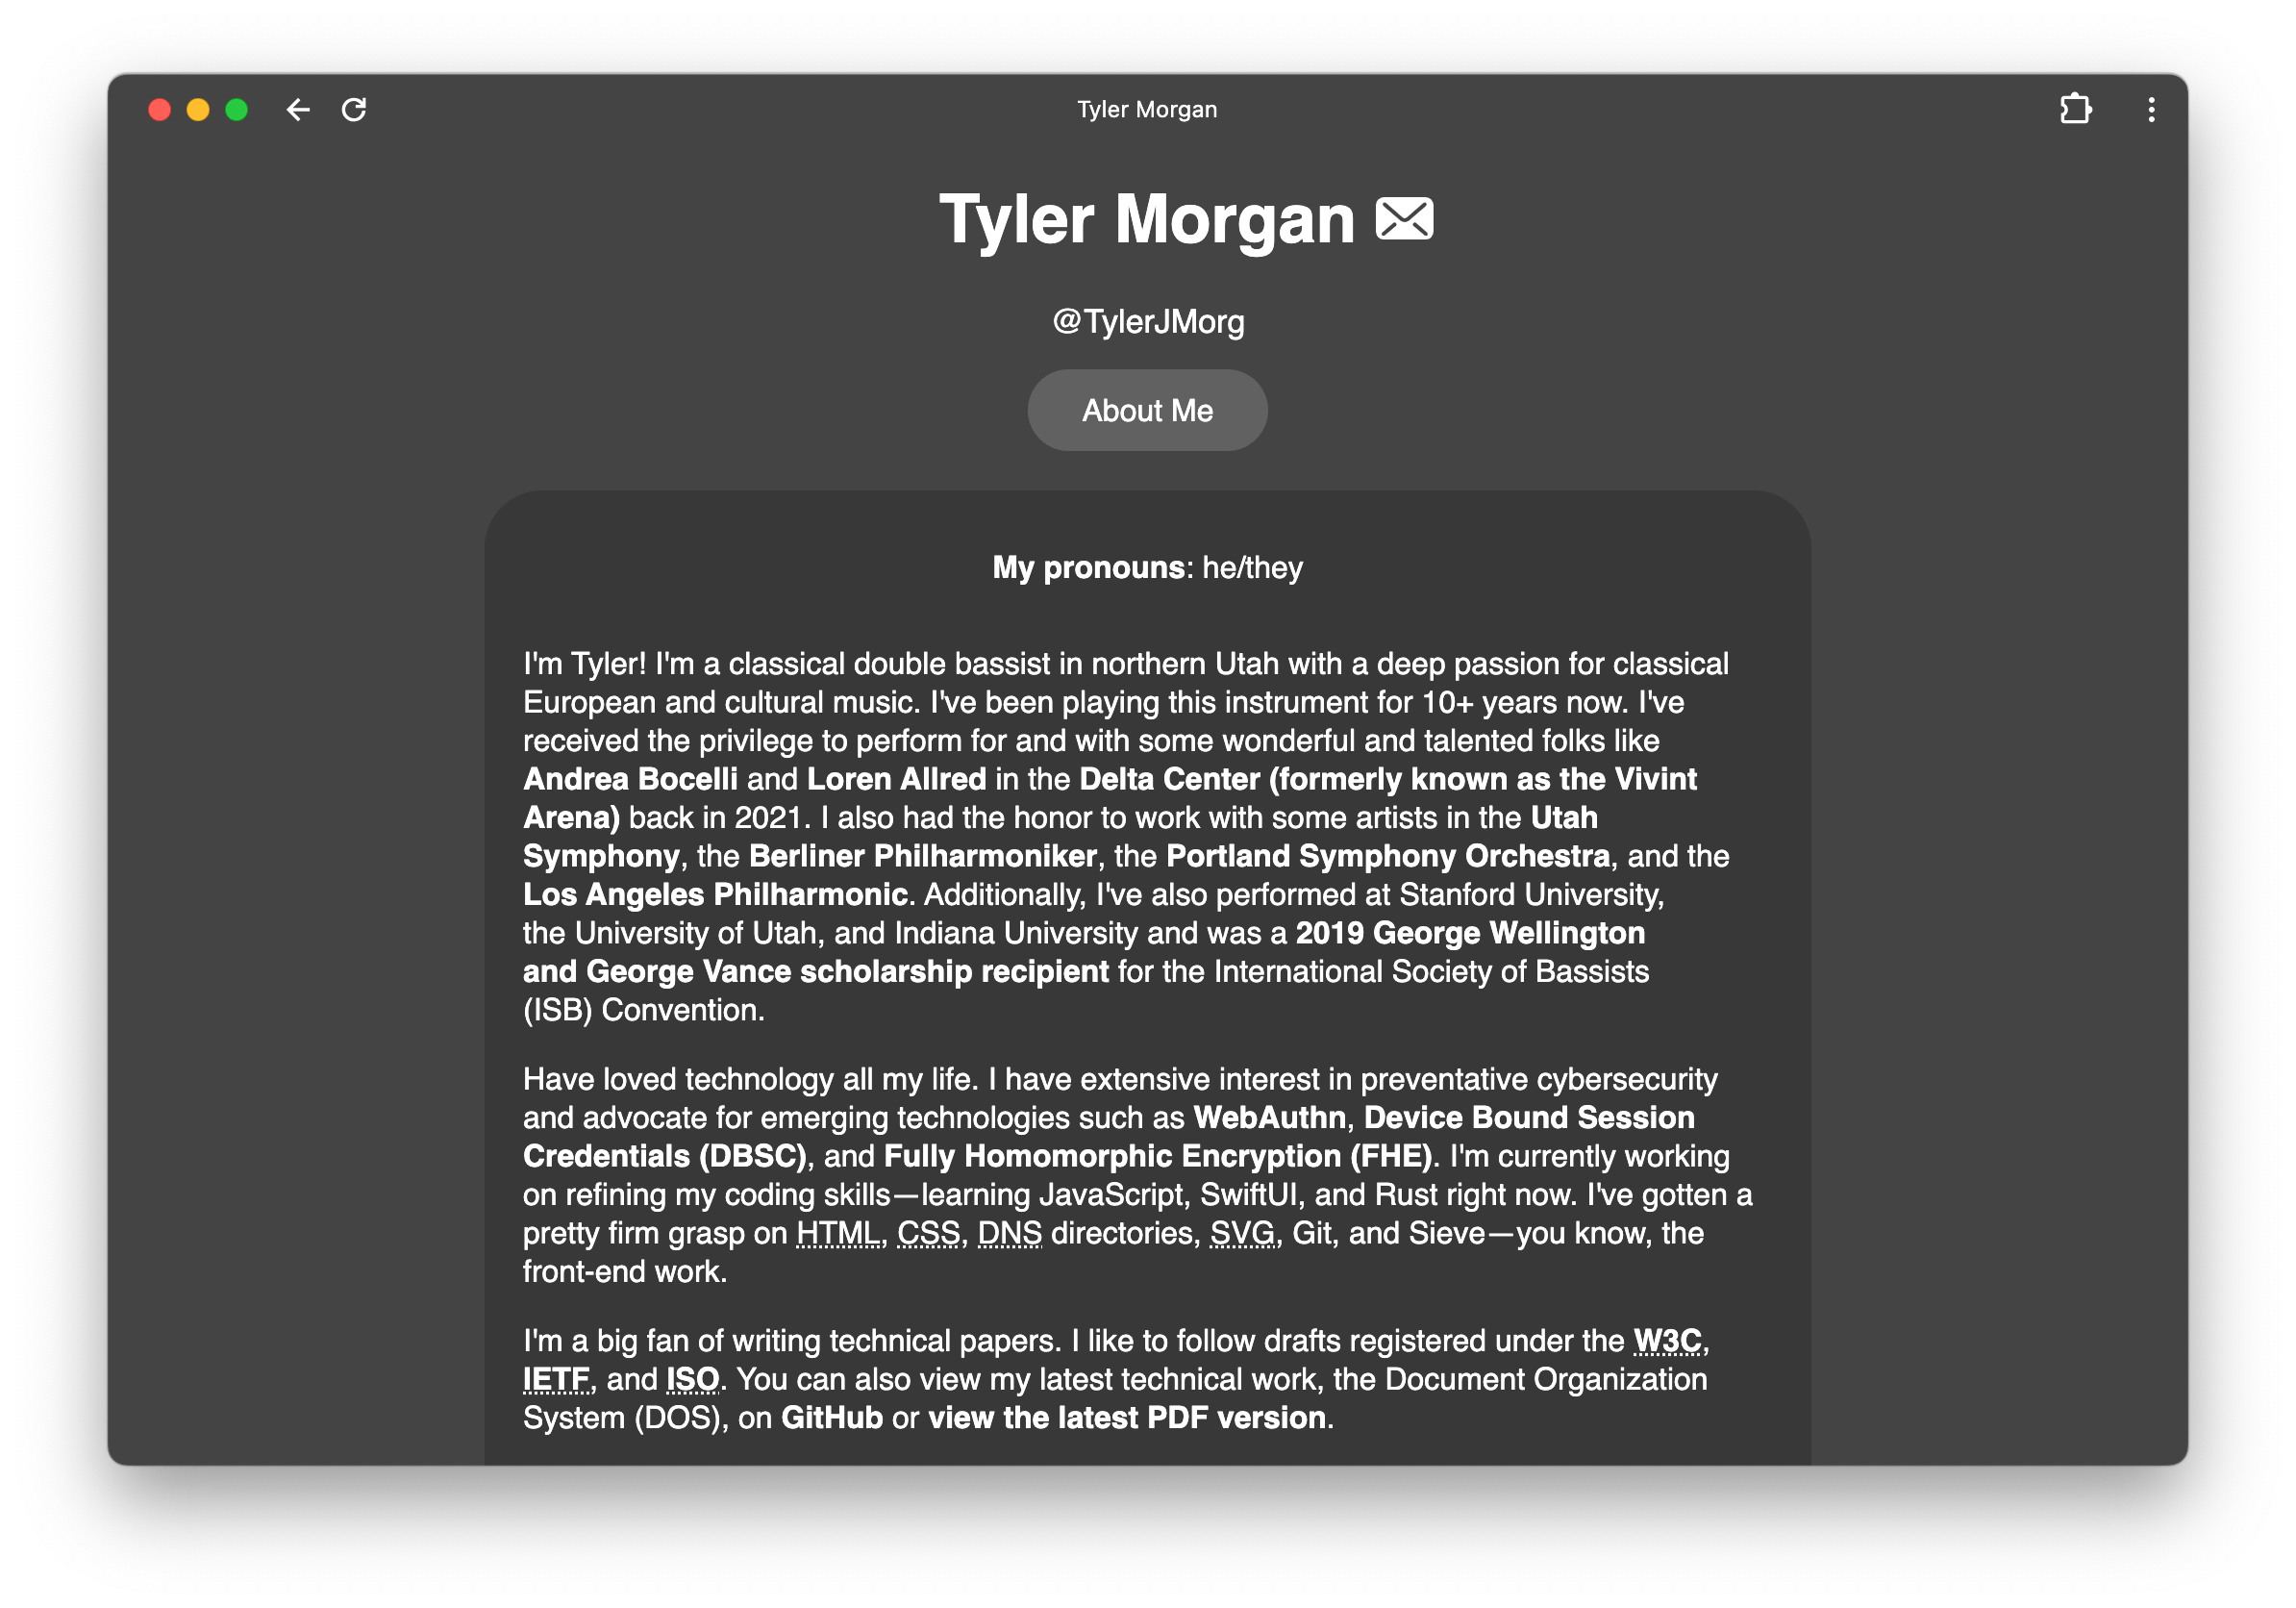 Tyler Morgan
Tyler Morgan
@TylerJMorg
About Me
My pronouns: he/they
I'm Tyler! I'm a classical double bassist in northern Utah with a deep passion for classical
European and cultural music. I've been playing this instrument for 10+ years now. I've
received the privilege to perform for and with some wonderful and talented folks like
Andrea Bocelli and Loren Allred in the Delta Center (formerly known as the Vivint
Arena) back in 2021. I also had the honor to work with some artists in the Utah
Symphony, the Berliner Philharmoniker, the Portland Symphony Orchestra, and the
Los Angeles Philharmonic. Additionally, I've also performed at Stanford University,
the University of Utah, and Indiana University and was a 2019 George Wellington
and George Vance scholarship recipient for the International Society of Bassists
(ISB) Convention.
Have loved technology all my life. I have extensive interest in preventative cybersecurity
and advocate for emerging technologies such as WebAuthn, Device Bound Session
Credentials (DBSC), and Fully Homomorphic Encryption (FHE). I'm currently working
on refining my coding skills—learning JavaScript, SwiftUI, and Rust right now. I've gotten a
pretty firm grasp on HTML, CSS, DNS directories, SVG, Git, and Sieve—you know, the
front-end work.
I'm a big fan of writing technical papers. I like to follow drafts registered under the W3C,
IETF, and ISO. You can also view my latest technical work, the Document Organization
System (DOS), on GitHub or view the latest PDF version.